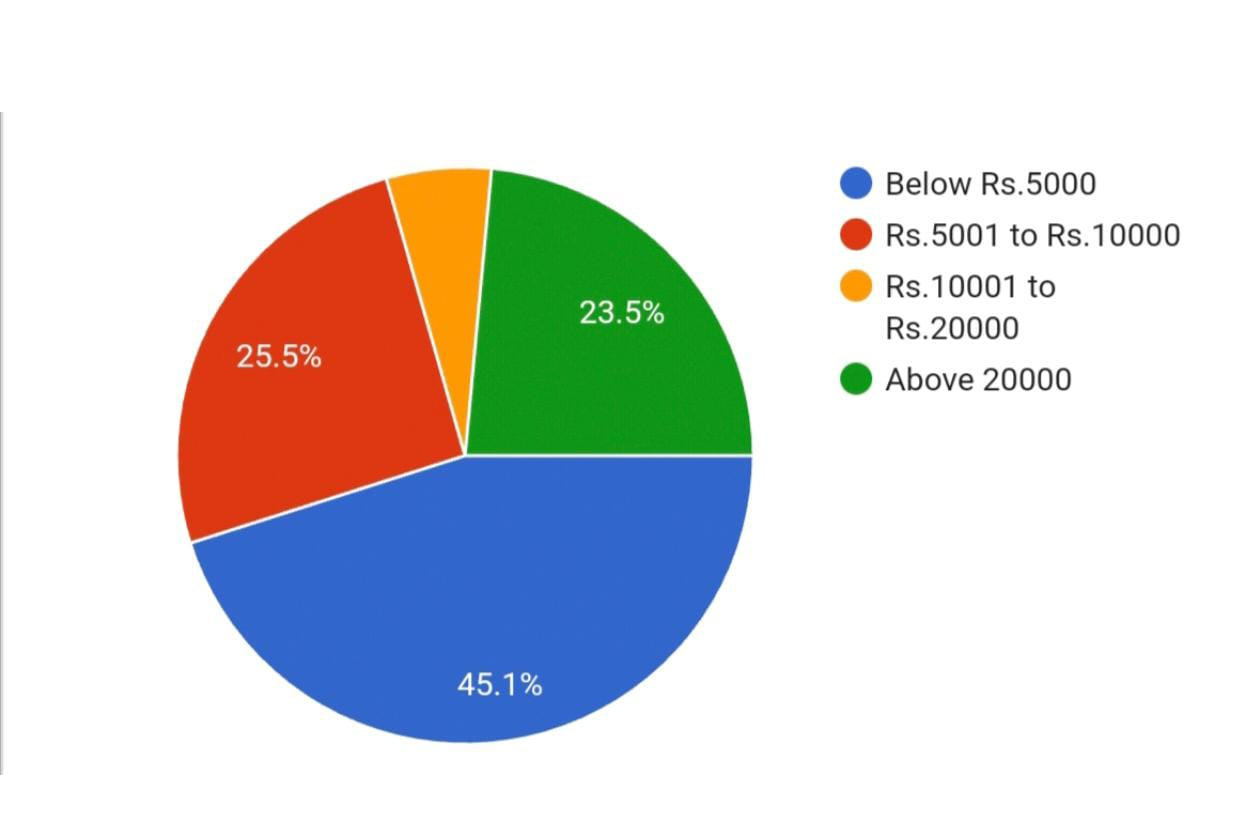 Below Rs.5000
Rs.5001 to Rs.10000
Rs.10001 to
Rs.20000
Above 20000
23.5%
25.5%
45.1%